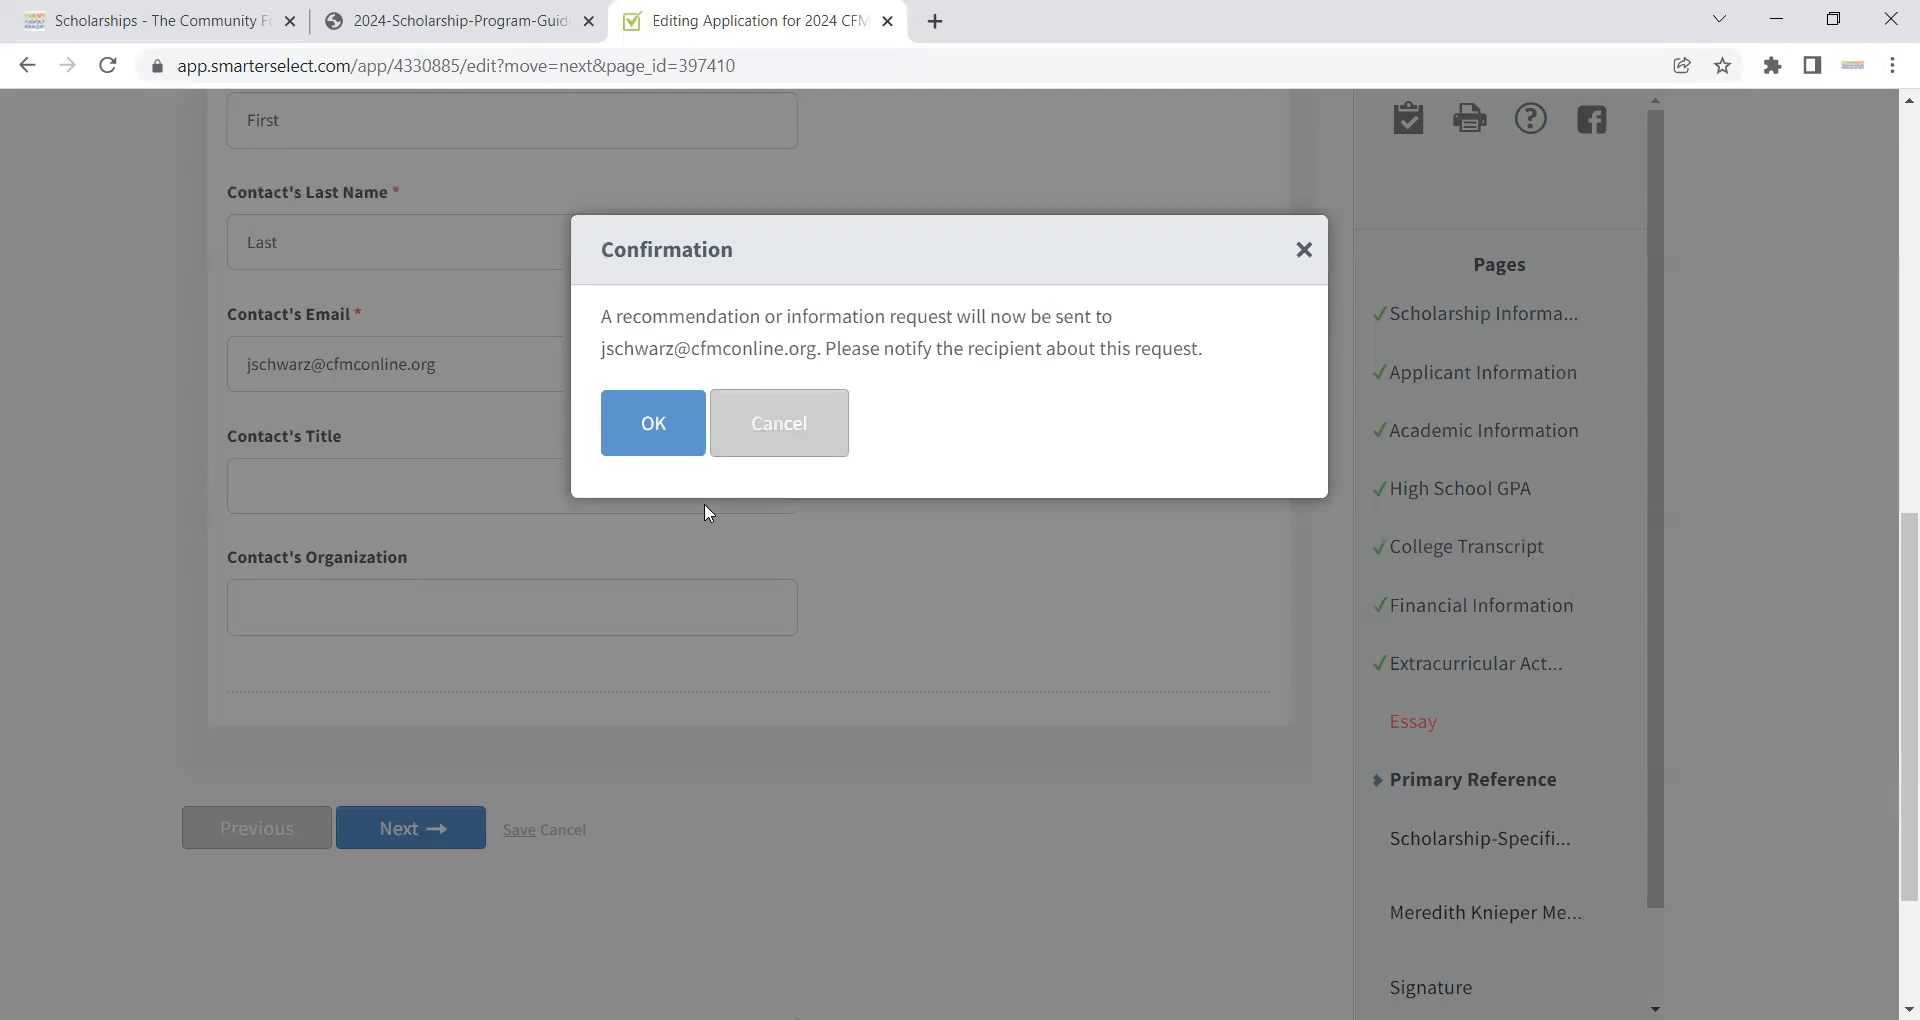 Scholarships - The Community F
2024-Scholarship-Program-Guid
Editing Application for 2024 CFM
app.smarterselect.com/app/4330885/edit?move=next&page_id=397410
First
Contact's Last Name *
Last
Contact's Email *
jschwarz@cfmconline.org
Contact's Title
Contact's Organization
Previous
Next →
Save Cancel
Confirmation
A recommendation or information request will now be sent to
jschwarz@cfmconline.org. Please notify the recipient about this request.
OK
Cancel
Pages
Scholarship Informa...
Applicant Information
Academic Information
High School GPA
College Transcript
Financial Information
Extracurricular Act...
Essay
Primary Reference
Scholarship-Specifi...
Meredith Knieper Me...
Signature